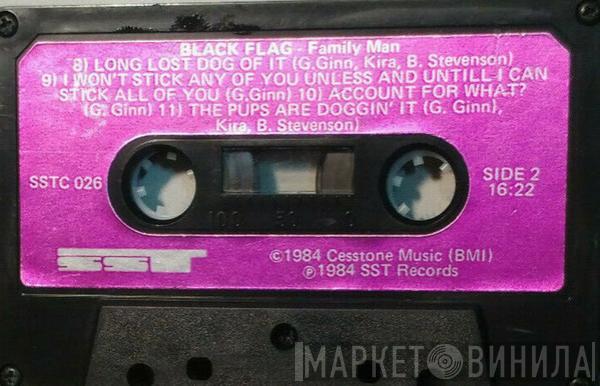 BLACK FLAG - Family Man
8) LONG LOST DOG OF IT (G.Ginn, Kira, B. Stevenson)
9) I WON'T STICK ANY OF YOU UNLESS AND UNTILL I CAN
STICK ALL OF YOU (G.Ginn) 10) ACCOUNT FOR WHAT?
(G. Ginn) 11) THE PUPS ARE DOGGIN' IT (G. Ginn),
Kira, B. Stevenson)
SSTC 026
SIDE 2
16:22
100 50 0
SST
©1984 Cesstone Music (BMI)
℗1984 SST Records
МАРКЕТ ВИНИЛА